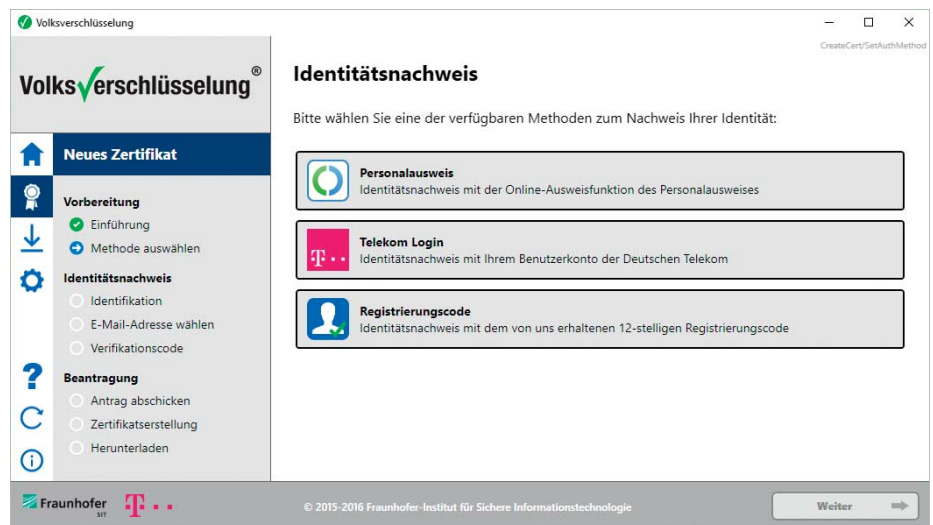 Volksverschlüsselung
CreateCert/SetAuthMethod
Volksverschlüsselung®
Neues Zertifikat
Vorbereitung
Einführung
Methode auswählen
Identitätsnachweis
Identifikation
E-Mail-Adresse wählen
Verifikationscode
Beantragung
Antrag abschicken
Zertifikatserstellung
Herunterladen
Identitätsnachweis
Bitte wählen Sie eine der verfügbaren Methoden zum Nachweis Ihrer Identität:
Personalausweis
Identitätsnachweis mit der Online-Ausweisfunktion des Personalausweises
Telekom Login
Identitätsnachweis mit Ihrem Benutzerkonto der Deutschen Telekom
Registrierungscode
Identitätsnachweis mit dem von uns erhaltenen 12-stelligen Registrierungscode
Fraunhofer
SIT
T
© 2015-2016 Fraunhofer-Institut für Sichere Informationstechnologie
Weiter